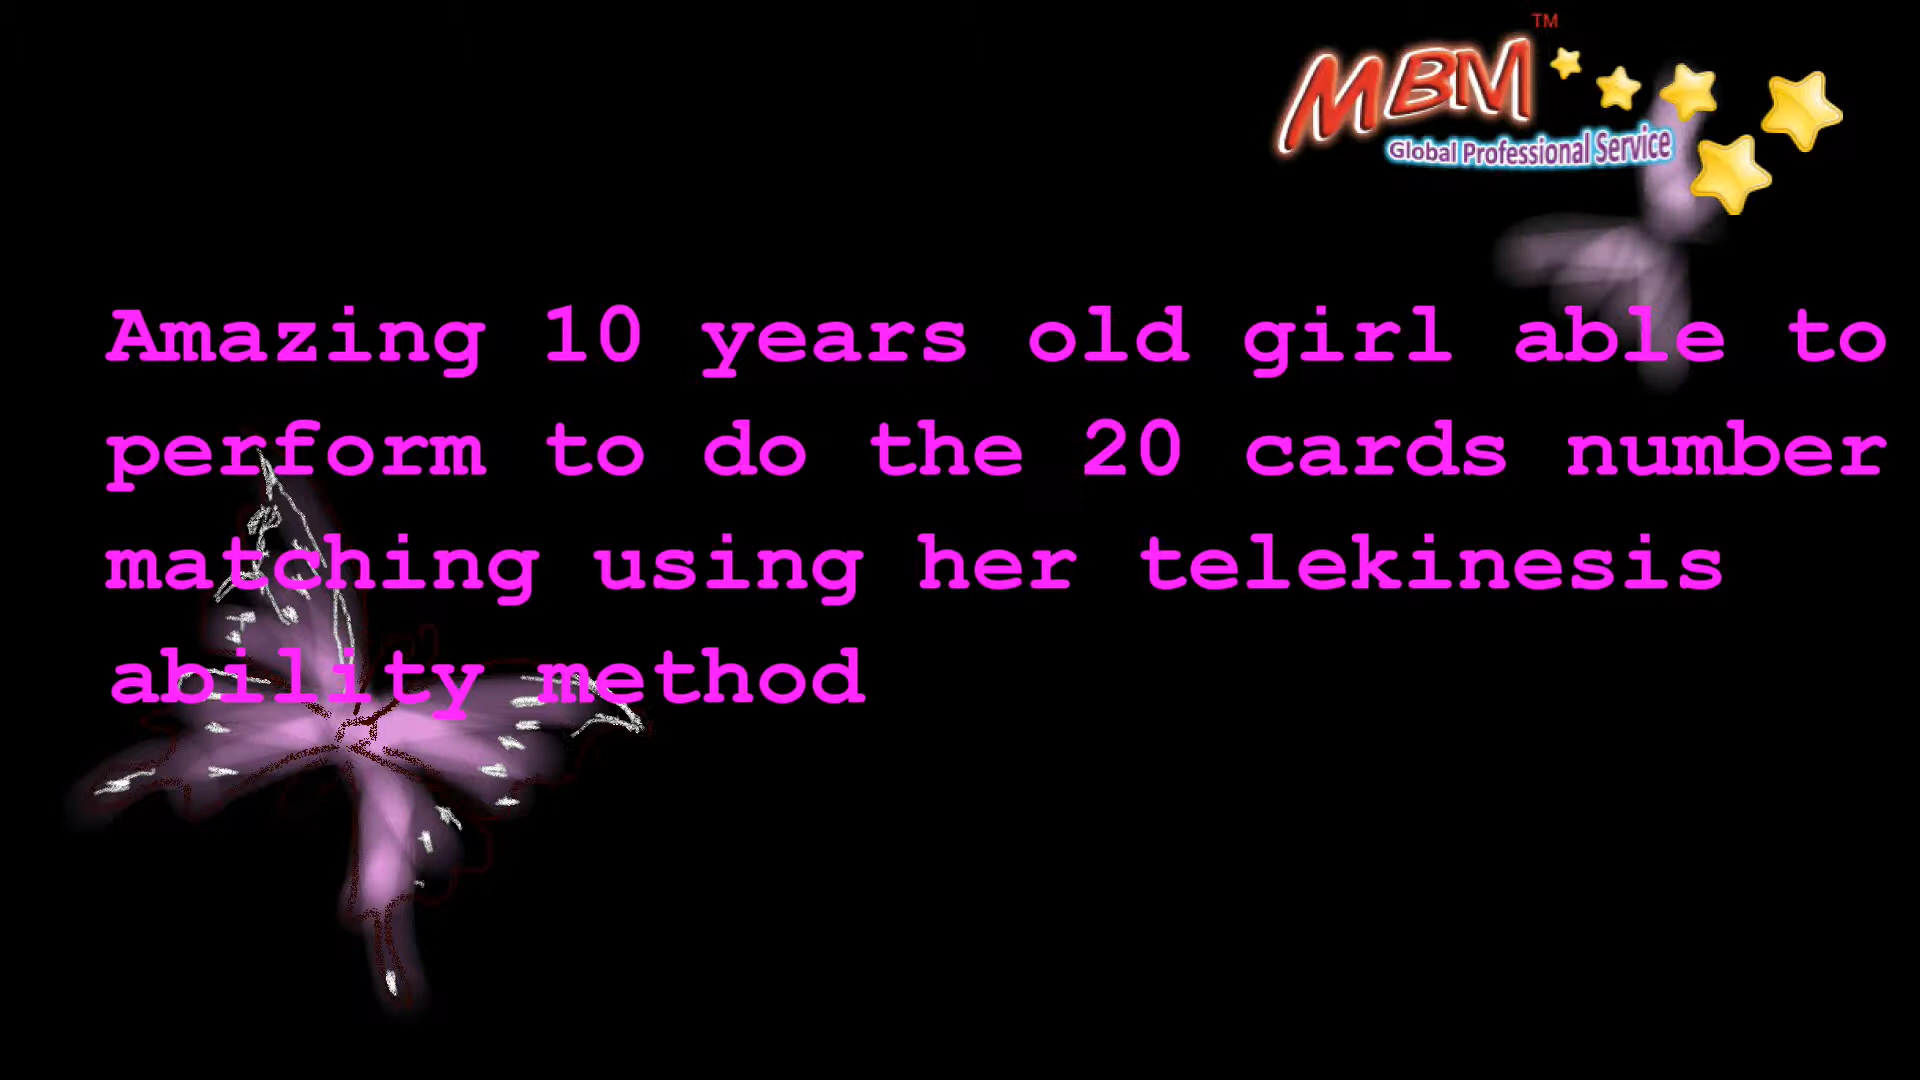 TM
MBM
Global Professional Service
Amazing 10 years old girl able to
perform to do the 20 cards number
matching using her telekinesis
ability method